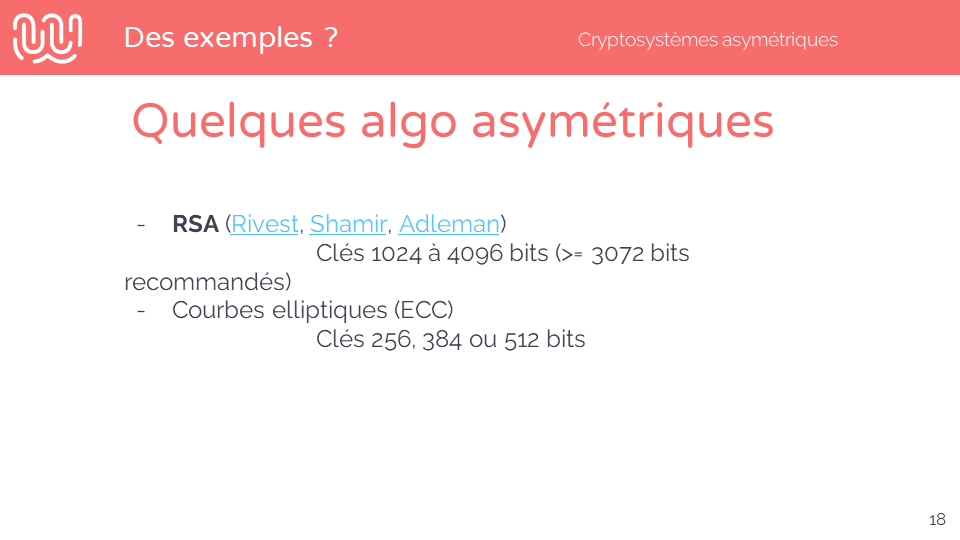 Des exemples ?
Cryptosystèmes asymétriques
Quelques algo asymétriques
- RSA (Rivest, Shamir, Adleman)
Clés 1024 à 4096 bits (>= 3072 bits
recommandés)
- Courbes elliptiques (ECC)
Clés 256, 384 ou 512 bits
18